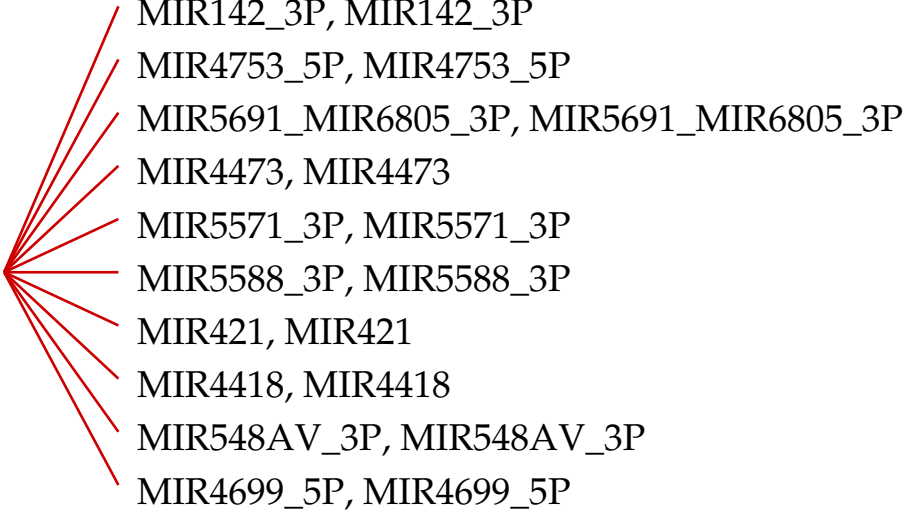 MIR142_3P, MIR142_3P
MIR4753_5P, MIR4753_5P
MIR5691_MIR6805_3P, MIR5691_MIR6805_3P
MIR4473, MIR4473
MIR5571_3P, MIR5571_3P
MIR5588_3P, MIR5588_3P
MIR421, MIR421
MIR4418, MIR4418
MIR548AV_3P, MIR548AV_3P
MIR4699_5P, MIR4699_5P